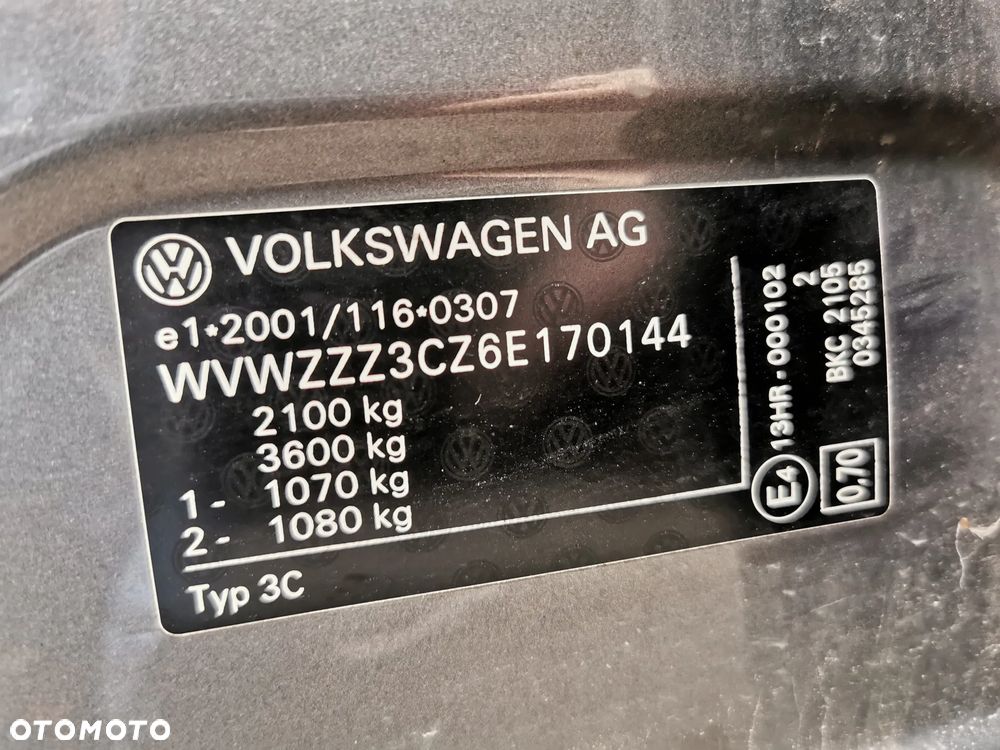 VOLKSWAGEN AG
e1*2001/116*0307
WVWZZZ3CZ6E170144
2100 kg
3600 kg
1 - 1070 kg
2 - 1080 kg
Typ 3C
E4
13HR-000102
2
BKC 2105
0345285
0,70
OTOMOTO